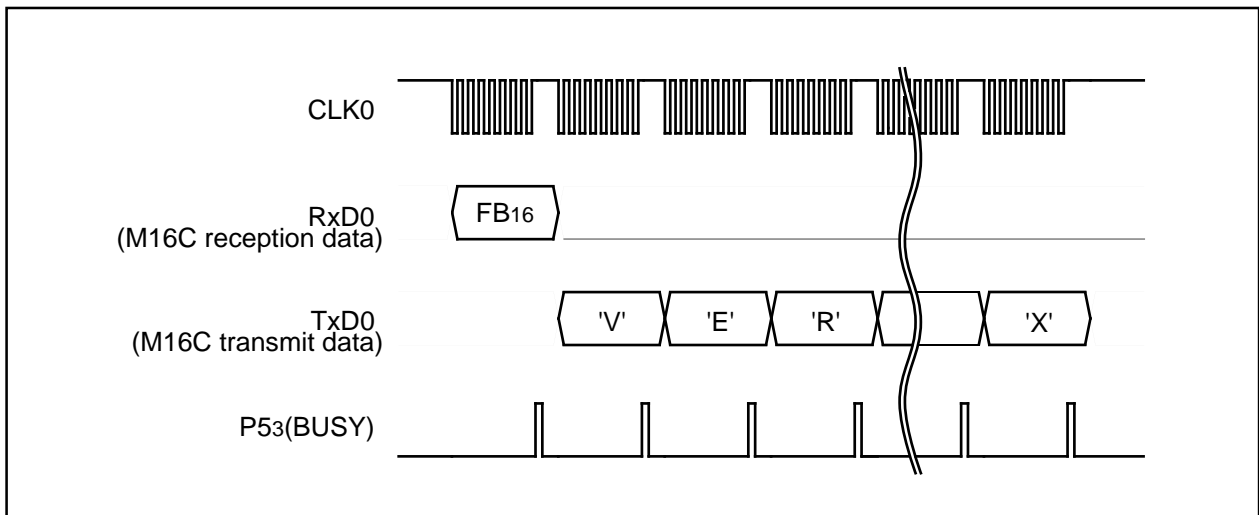 CLK0
RxD0
(M16C reception data)
FB16
TxD0
(M16C transmit data)
'V' 'E' 'R' 'X'
P53(BUSY)